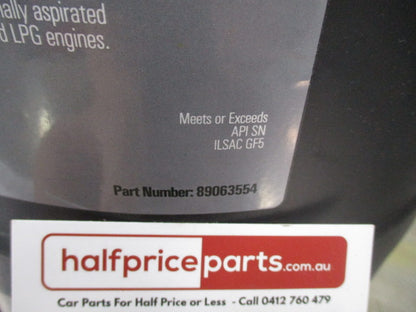 aspirated
LPG engines.
Meets or Exceeds
API SN
ILSAC GF5
Part Number: 89063554
halfpriceparts.com.au
Car Parts For Half Price or Less - Call 0412 760 479